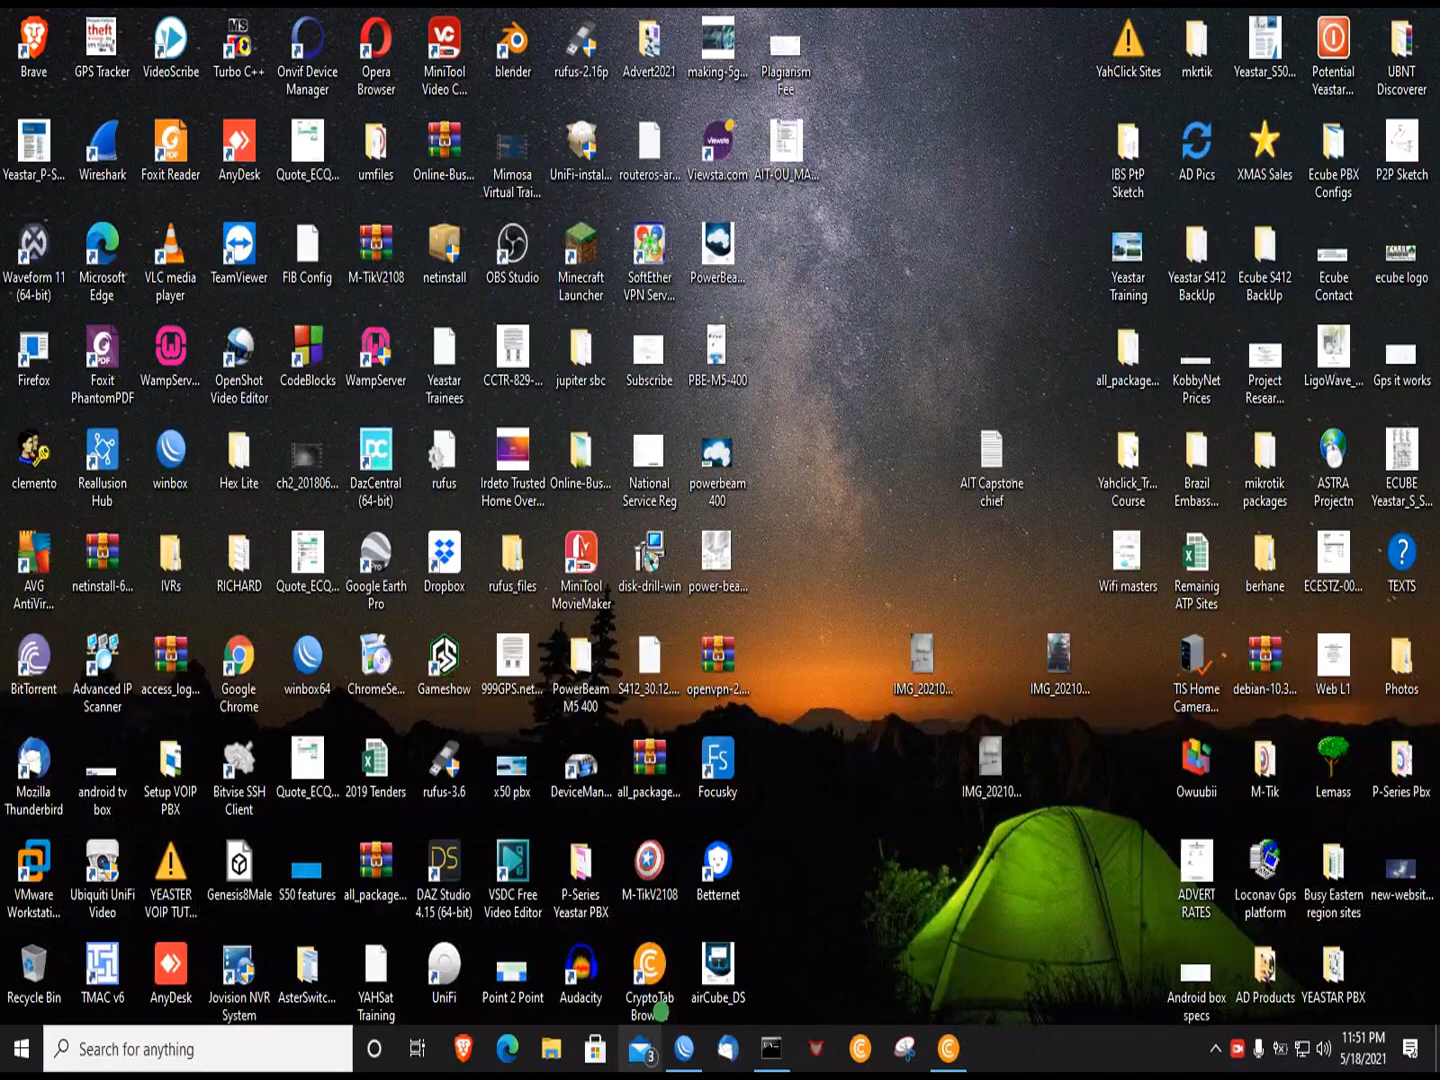 Brave
GPS Tracker
VideoScribe
Turbo C++
Onvif Device
Manager
Opera
Browser
MiniTool
Video C...
blender
rufus-2.16p
Advert2021
making-5g...
Plagiarism
Fee
YahClick Sites
mkrtik
Yeastar_S50...
Potential
Yeastar...
UBNT
Discoverer
Yeastar_P-S...
Wireshark
Foxit Reader
AnyDesk
Quote_ECQ...
umfiles
Online-Bus...
Mimosa
Virtual Trai...
UniFi-instal...
routeros-ar...
Viewsta.com
AIT-OU_MA...
IBS PtP
Sketch
AD Pics
XMAS Sales
Ecube PBX
Configs
P2P Sketch
Waveform 11
(64-bit)
Microsoft
Edge
VLC media
player
TeamViewer
FIB Config
M-TikV2108
netinstall
OBS Studio
Minecraft
Launcher
SoftEther
VPN Serv...
PowerBea...
Yeastar
Training
Yeastar S412
BackUp
Ecube S412
BackUp
Ecube
Contact
ecube logo
Firefox
Foxit
PhantomPDF
WampServ...
OpenShot
Video Editor
CodeBlocks
WampServer
Yeastar
Trainees
CCTR-829-...
jupiter sbc
Subscribe
PBE-M5-400
all_package...
KobbyNet
Prices
Project
Resear...
LigoWave_...
Gps it works
clemento
Reallusion
Hub
winbox
Hex Lite
ch2_201806...
DazCentral
(64-bit)
rufus
Irdeto Trusted
Home Over...
Online-Bus...
National
Service Reg
powerbeam
400
AIT Capstone
chief
Yahclick_Tr...
Course
Brazil
Embass...
mikrotik
packages
ASTRA
Projectn
ECUBE
Yeastar_S_S...
AVG
AntiVir...
netinstall-6...
IVRs
RICHARD
Quote_ECQ...
Google Earth
Pro
Dropbox
rufus_files
MiniTool
MovieMaker
disk-drill-win
power-bea...
Wifi masters
Remainig
ATP Sites
berhane
ECESTZ-00...
TEXTS
BitTorrent
Advanced IP
Scanner
access_log...
Google
Chrome
winbox64
ChromeSe...
Gameshow
999GPS.net...
PowerBeam
M5 400
S412_30.12....
openvpn-2....
IMG_20210...
IMG_20210...
TIS Home
Camera...
debian-10.3...
Web L1
Photos
Mozilla
Thunderbird
android tv
box
Setup VOIP
PBX
Bitvise SSH
Client
Quote_ECQ...
2019 Tenders
rufus-3.6
x50 pbx
DeviceMan...
all_package...
Focusky
IMG_20210...
Owuubii
M-Tik
Lemass
P-Series Pbx
VMware
Workstati...
Ubiquiti UniFi
Video
YEASTER
VOIP TUT...
Genesis8Male
S50 features
all_package...
DAZ Studio
4.15 (64-bit)
VSDC Free
Video Editor
P-Series
Yeastar PBX
M-TikV2108
Betternet
ADVERT
RATES
Loconav Gps
platform
Busy Eastern
region sites
new-websit...
Recycle Bin
TMAC v6
AnyDesk
Jovision NVR
System
AsterSwitc...
YAHSat
Training
UniFi
Point 2 Point
Audacity
CryptoTab
airCube_DS
Android box
specs
AD Products
YEASTAR PBX
Search for anything
3
11:51 PM
5/18/2021